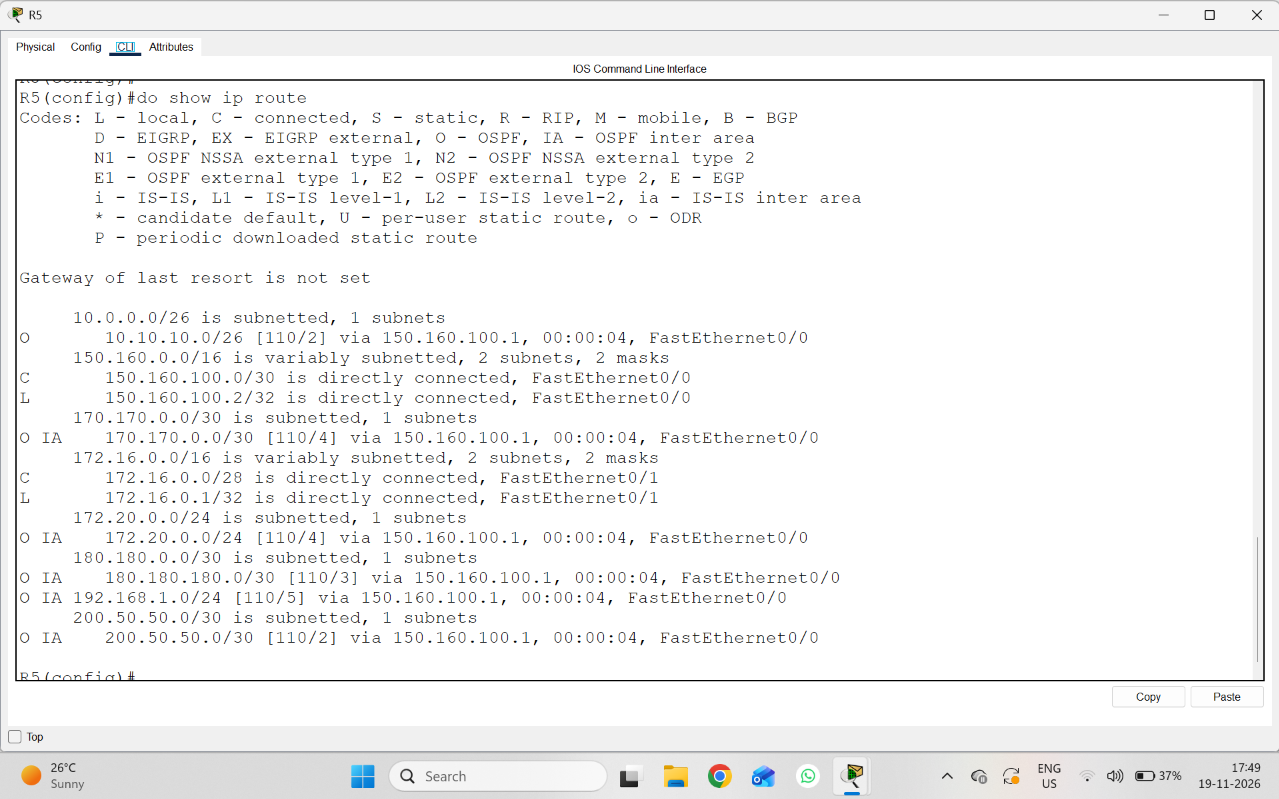 R5
Physical Config CLI Attributes
IOS Command Line Interface
R5(config)#
R5(config)#do show ip route
Codes: L - local, C - connected, S - static, R - RIP, M - mobile, B - BGP
       D - EIGRP, EX - EIGRP external, O - OSPF, IA - OSPF inter area
       N1 - OSPF NSSA external type 1, N2 - OSPF NSSA external type 2
       E1 - OSPF external type 1, E2 - OSPF external type 2, E - EGP
       i - IS-IS, L1 - IS-IS level-1, L2 - IS-IS level-2, ia - IS-IS inter area
       * - candidate default, U - per-user static route, o - ODR
       P - periodic downloaded static route
Gateway of last resort is not set
     10.0.0.0/26 is subnetted, 1 subnets
O       10.10.10.0/26 [110/2] via 150.160.100.1, 00:00:04, FastEthernet0/0
     150.160.0.0/16 is variably subnetted, 2 subnets, 2 masks
C       150.160.100.0/30 is directly connected, FastEthernet0/0
L       150.160.100.2/32 is directly connected, FastEthernet0/0
     170.170.0.0/30 is subnetted, 1 subnets
O IA    170.170.0.0/30 [110/4] via 150.160.100.1, 00:00:04, FastEthernet0/0
     172.16.0.0/16 is variably subnetted, 2 subnets, 2 masks
C       172.16.0.0/28 is directly connected, FastEthernet0/1
L       172.16.0.1/32 is directly connected, FastEthernet0/1
     172.20.0.0/24 is subnetted, 1 subnets
O IA    172.20.0.0/24 [110/4] via 150.160.100.1, 00:00:04, FastEthernet0/0
     180.180.0.0/30 is subnetted, 1 subnets
O IA    180.180.180.0/30 [110/3] via 150.160.100.1, 00:00:04, FastEthernet0/0
O IA 192.168.1.0/24 [110/5] via 150.160.100.1, 00:00:04, FastEthernet0/0
     200.50.50.0/30 is subnetted, 1 subnets
O IA    200.50.50.0/30 [110/2] via 150.160.100.1, 00:00:04, FastEthernet0/0
R5(config)#
Copy Paste
Top
26°C
Sunny
Search
ENG
US
37%
17:49
19-11-2026